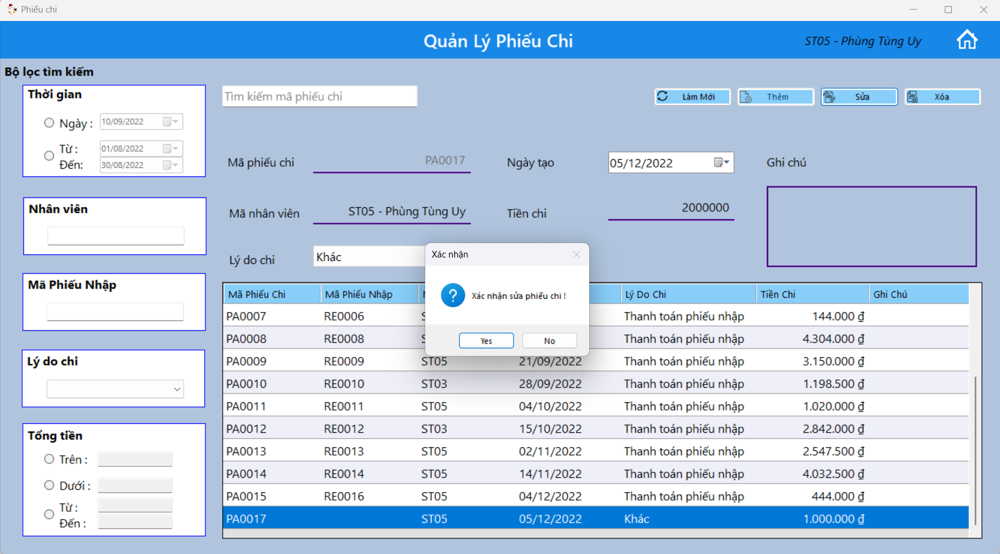 Phiếu chi
Quản Lý Phiếu Chi
ST05 - Phùng Tùng Uy
Bộ lọc tìm kiếm
Thời gian
Ngày : 10/09/2022
Từ : 01/08/2022
Đến: 30/08/2022
Nhân viên
Mã Phiếu Nhập
Lý do chi
Tổng tiền
Trên :
Dưới :
Từ :
Đến :
Tìm kiếm mã phiếu chi
Làm Mới Thêm Sửa Xóa
Mã phiếu chi PA0017 Ngày tạo 05/12/2022 Ghi chú
Mã nhân viên ST05 - Phùng Tùng Uy Tiền chi 2000000
Lý do chi Khác
Xác nhận
Xác nhận sửa phiếu chi !
Yes No
Mã Phiếu Chi Mã Phiếu Nhập Lý Do Chi Tiền Chi Ghi Chú
PA0007 RE0006 Thanh toán phiếu nhập 144.000 ₫
PA0008 RE0008 Thanh toán phiếu nhập 4.304.000 ₫
PA0009 RE0009 ST05 21/09/2022 Thanh toán phiếu nhập 3.150.000 ₫
PA0010 RE0010 ST03 28/09/2022 Thanh toán phiếu nhập 1.198.500 ₫
PA0011 RE0011 ST05 04/10/2022 Thanh toán phiếu nhập 1.020.000 ₫
PA0012 RE0012 ST03 15/10/2022 Thanh toán phiếu nhập 2.842.000 ₫
PA0013 RE0013 ST05 02/11/2022 Thanh toán phiếu nhập 2.547.500 ₫
PA0014 RE0014 ST05 14/11/2022 Thanh toán phiếu nhập 4.032.500 ₫
PA0015 RE0016 ST05 04/12/2022 Thanh toán phiếu nhập 444.000 ₫
PA0017 ST05 05/12/2022 Khác 1.000.000 ₫